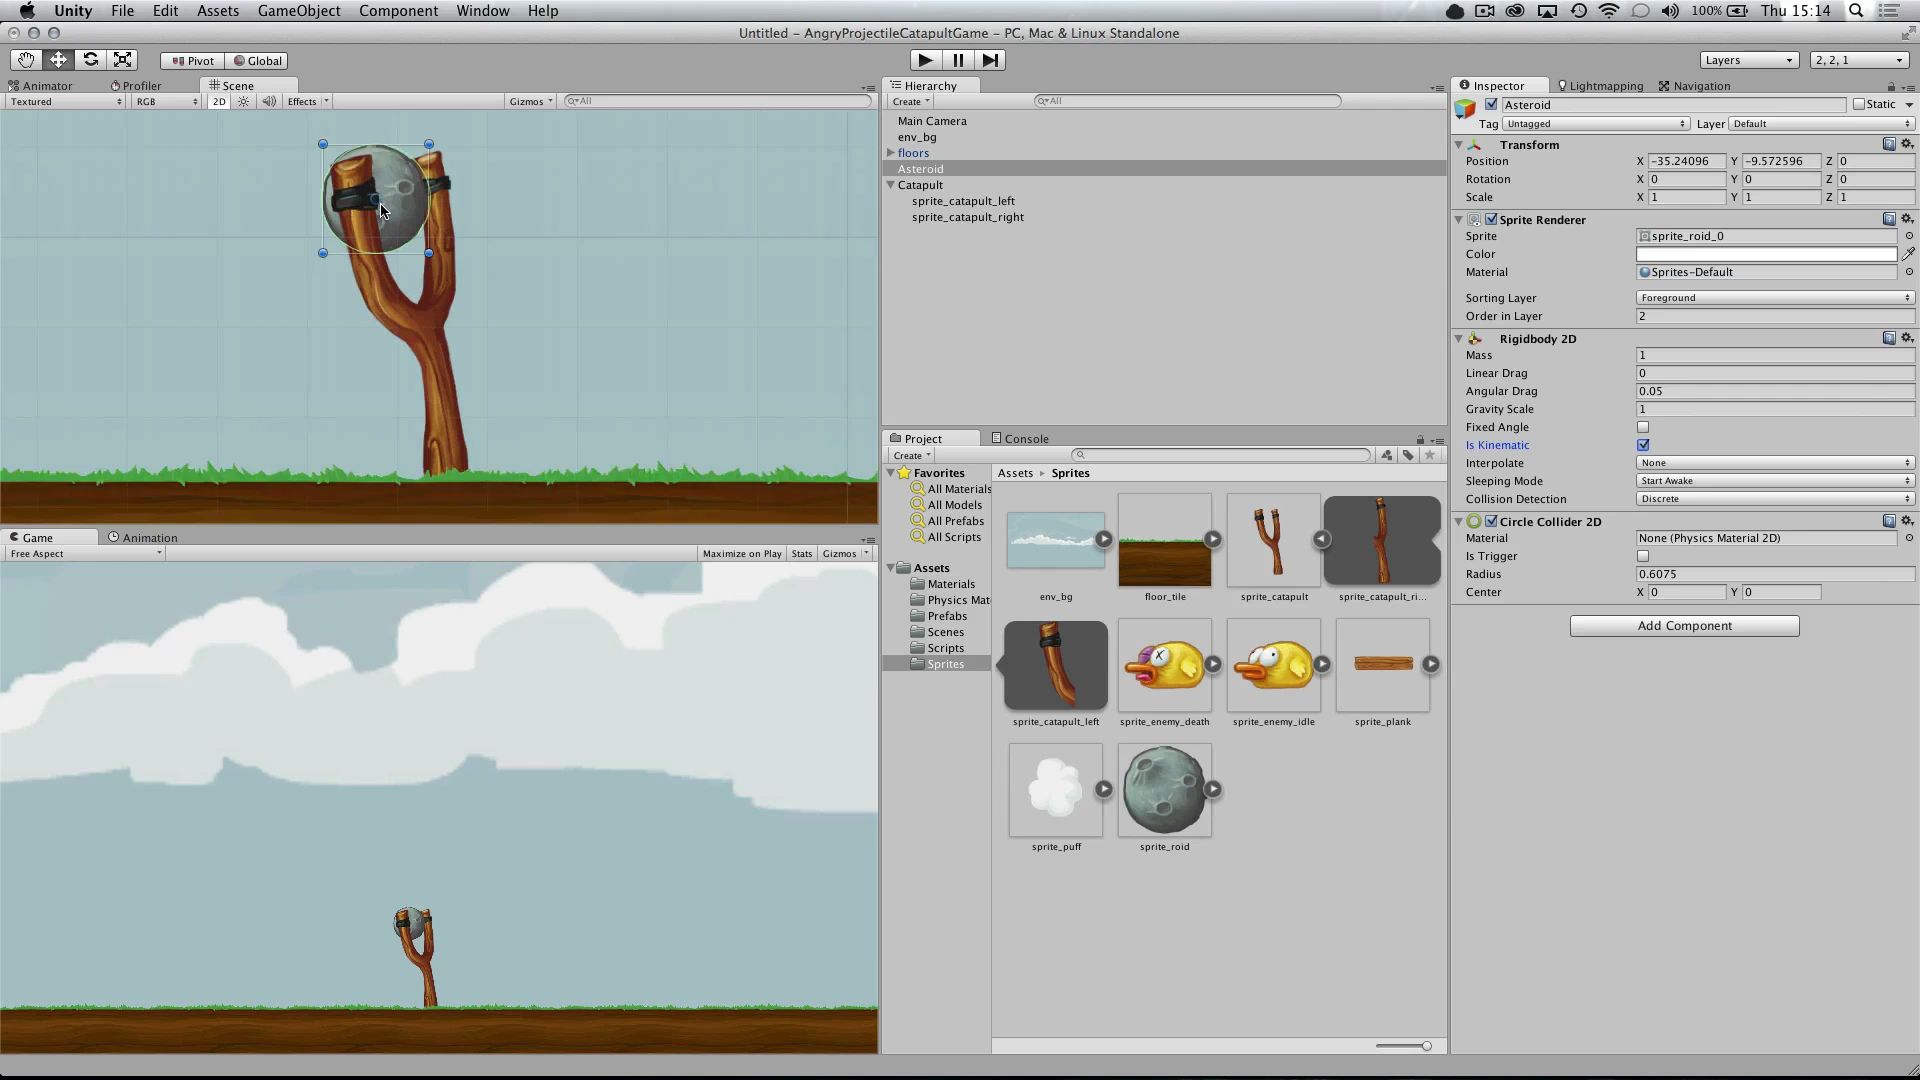 Unity File Edit Assets GameObject Component Window Help 100% Thu 15:14
Untitled - AngryProjectileCatapultGame - PC, Mac & Linux Standalone
Pivot Global Layers 2, 2, 1
Animator Profiler Scene
Textured RGB 2D Effects Gizmos All
Hierarchy
Create All
Main Camera
env_bg
floors
Asteroid
Catapult
sprite_catapult_left
sprite_catapult_right
Game Animation
Free Aspect Maximize on Play Stats Gizmos
Project Console
Create
Favorites
All Materials
All Models
All Prefabs
All Scripts
Assets
Materials
Physics Mat
Prefabs
Scenes
Scripts
Sprites
Assets Sprites
env_bg floor_tile sprite_catapult sprite_catapult_ri...
sprite_catapult_left sprite_enemy_death sprite_enemy_idle sprite_plank
sprite_puff sprite_roid
Inspector Lightmapping Navigation
Asteroid Static
Tag Untagged Layer Default
Transform
Position X -35.24096 Y -9.572596 Z 0
Rotation X 0 Y 0 Z 0
Scale X 1 Y 1 Z 1
Sprite Renderer
Sprite sprite_roid_0
Color
Material Sprites-Default
Sorting Layer Foreground
Order in Layer 2
Rigidbody 2D
Mass 1
Linear Drag 0
Angular Drag 0.05
Gravity Scale 1
Fixed Angle
Is Kinematic
Interpolate None
Sleeping Mode Start Awake
Collision Detection Discrete
Circle Collider 2D
Material None (Physics Material 2D)
Is Trigger
Radius 0.6075
Center X 0 Y 0
Add Component